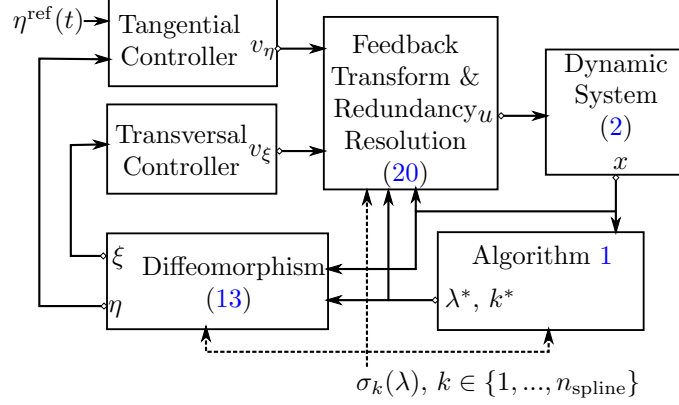 η^ref(t)
Tangential
Controller
v_η
Transversal
Controller
v_ξ
Feedback
Transform &
Redundancy
Resolution
(20)
u
Dynamic
System
(2)
x
ξ
η
Diffeomorphism
(13)
Algorithm 1
λ*, k*
σ_k(λ), k ∈ {1, ..., n_spline}